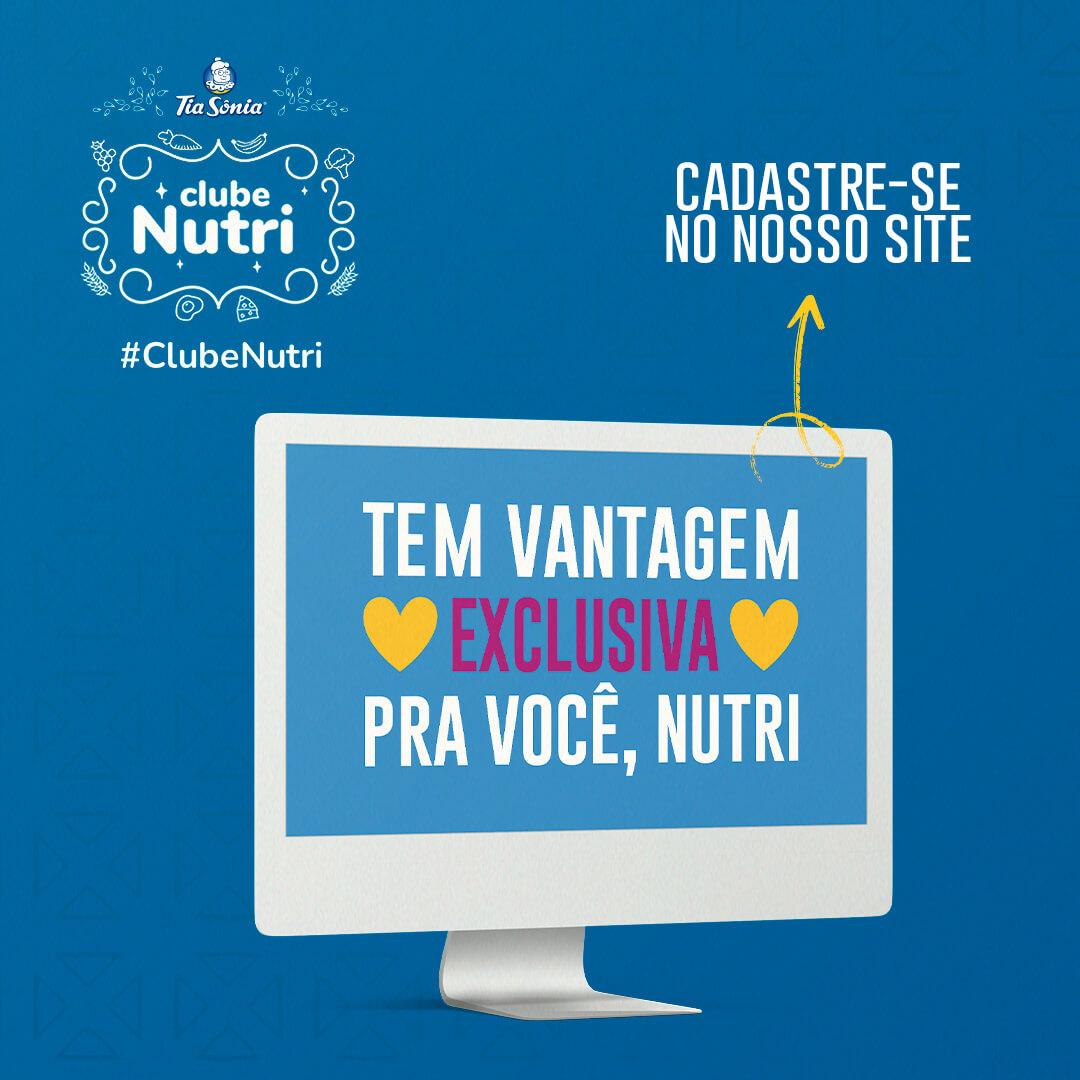 Tia Sônia
clube
Nutri
#ClubeNutri
CADASTRE-SE
NO NOSSO SITE
TEM VANTAGEM
EXCLUSIVA
PRA VOCÊ, NUTRI